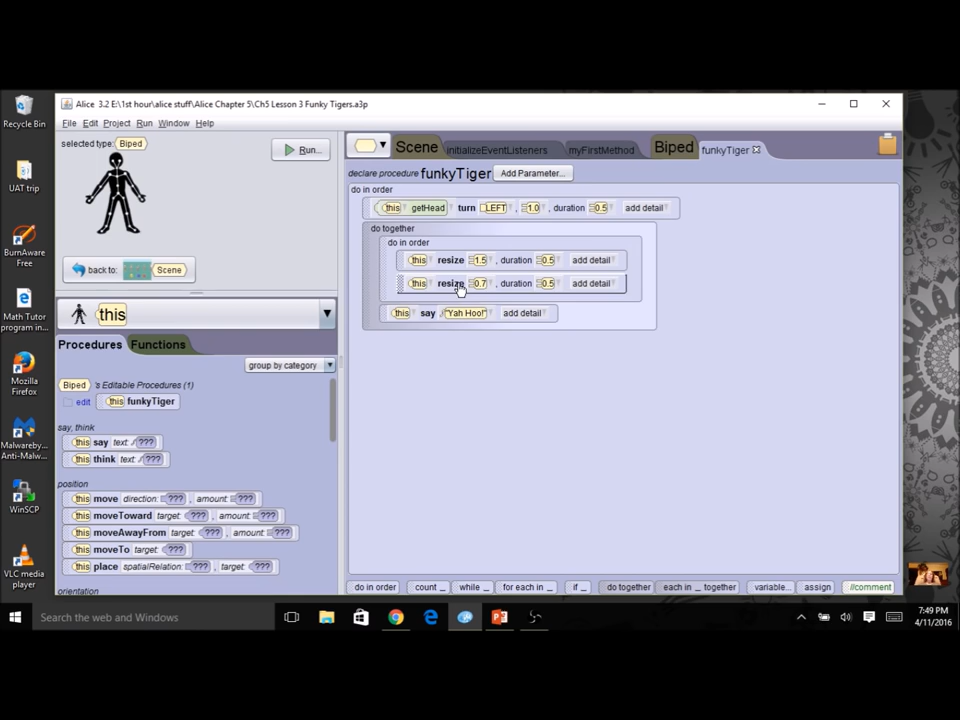 Recycle Bin
UAT trip
BurnAware
Free
Math Tutor
program in...
Mozilla
Firefox
Malwareby...
Anti-Malw...
WinSCP
VLC media
player
Alice 3.2 E:\1st hour\alice stuff\Alice Chapter 5\Ch5 Lesson 3 Funky Tigers.a3p
File Edit Project Run Window Help
selected type: Biped
Run...
back to: Scene
this
Procedures Functions
group by category
Biped 's Editable Procedures (1)
edit this funkyTiger
say, think
this say text: ???
this think text: ???
position
this move direction: ??? , amount: ???
this moveToward target: ??? , amount: ???
this moveAwayFrom target: ??? , amount: ???
this moveTo target: ???
this place spatialRelation: ??? , target: ???
orientation
Scene initializeEventListeners myFirstMethod Biped funkyTiger
declare procedure funkyTiger Add Parameter...
do in order
this getHead turn LEFT , 1.0 , duration 0.5 add detail
do together
do in order
this resize 1.5 , duration 0.5 add detail
this resize 0.7 , duration 0.5 add detail
this say "Yah Hoo!" add detail
do in order count _ while _ for each in _ if _ do together each in _ together variable... assign //comment
Search the web and Windows
7:49 PM
4/11/2016